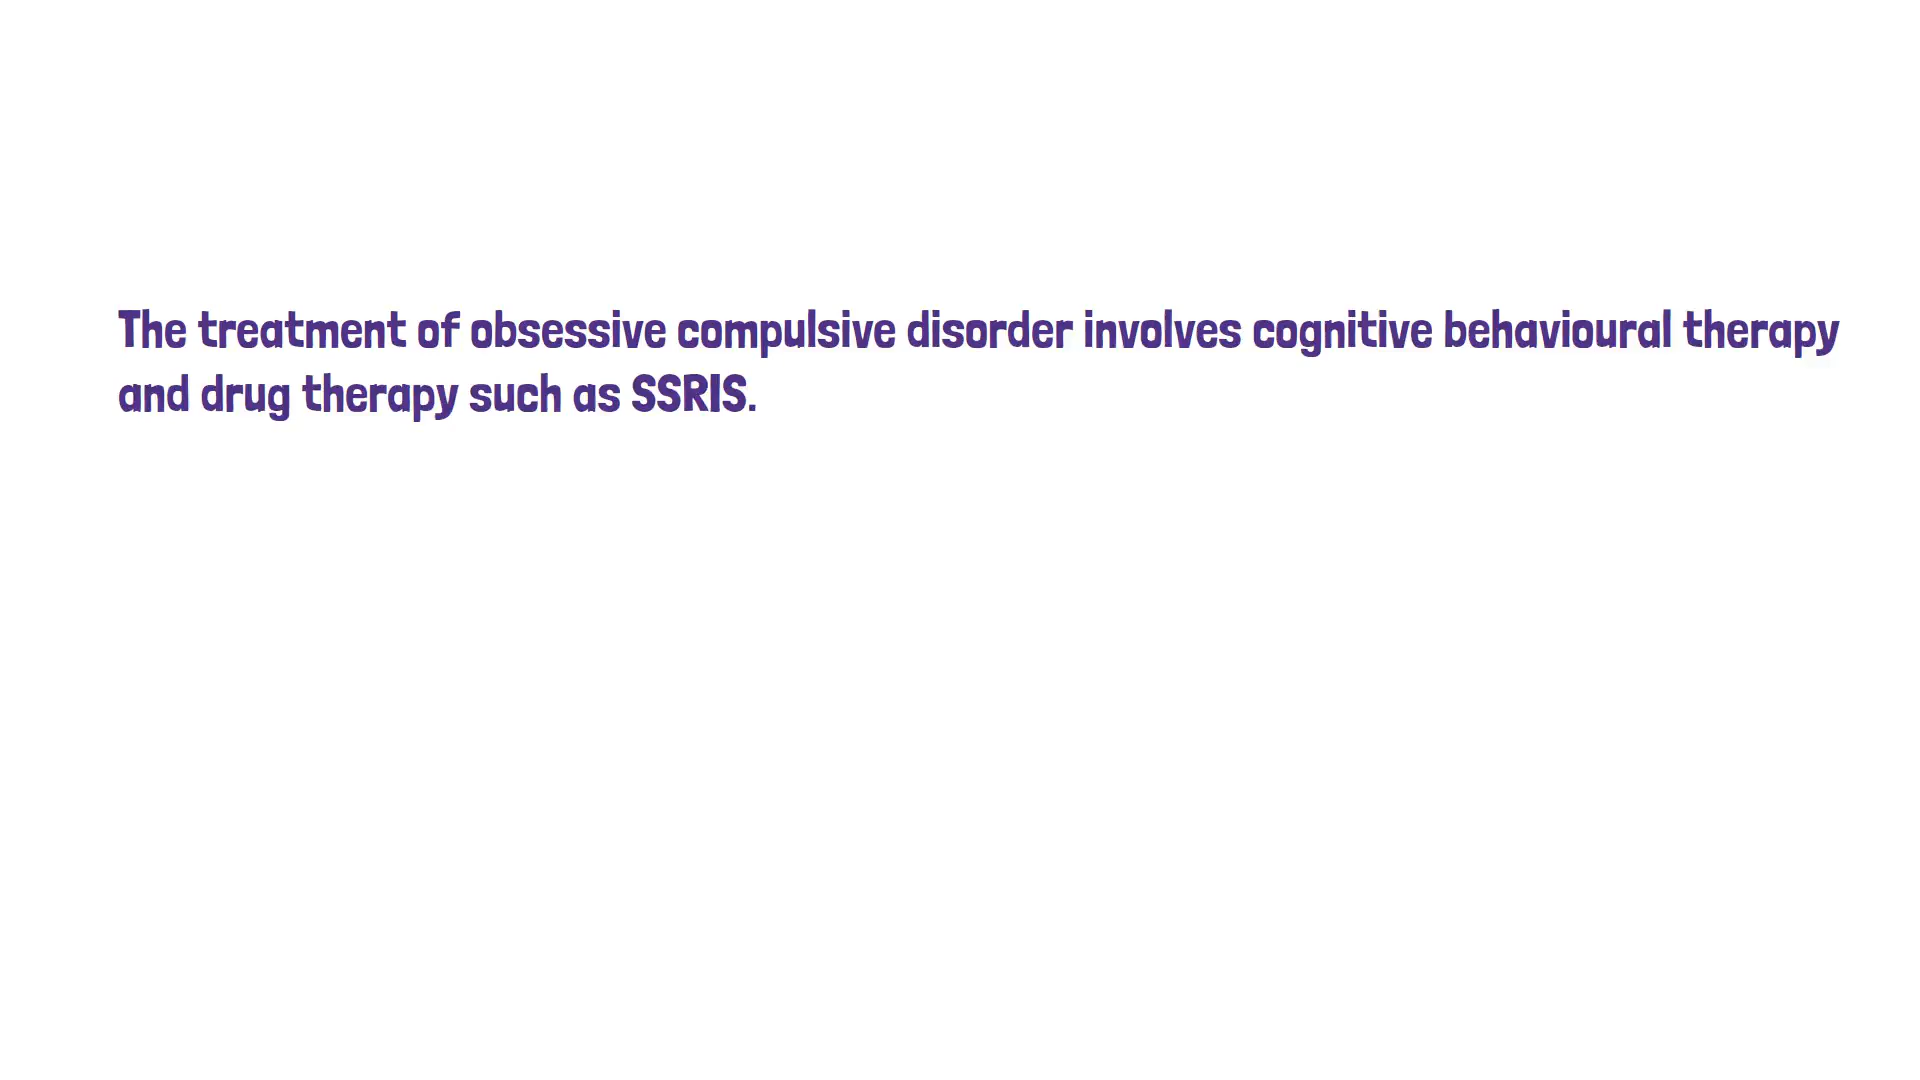 The treatment of obsessive compulsive disorder involves cognitive behavioural therapy
and drug therapy such as SSRIS.